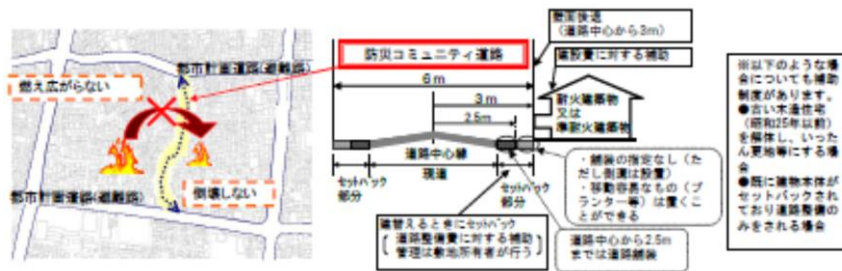 都市計画道路(避難路)
燃え広がらない
都市計画道路(避難路)
倒壊しない
防災コミュニティ道路
6m
3m
2.5m
道路中心線
セットバック
部分
現道
セットバック
部分
壁面後退
(道路中心から3m)
建設費に対する補助
耐火建築物
又は
準耐火建築物
・舗装の指定なし(た
だし側溝は設置)
・移動容易なもの(プ
ランター等)は置くこ
とができる
建替えるときにセットバック
道路整備費に対する補助
管理は敷地所有者が行う
道路中心から2.5m
までは道路舗装
※以下のような場
合についても補助
制度があります。
●古い木造住宅
(昭和25年以前)
を解体し、いった
ん更地等にする場
合
●既に建物本体が
セットバックされ
ており道路整備の
みをされる場合